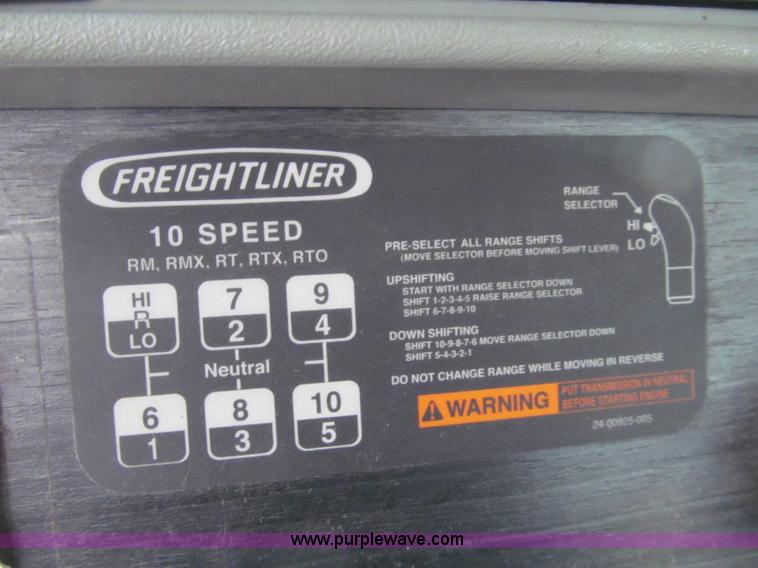 FREIGHTLINER
10 SPEED
RM, RMX, RT, RTX, RTO
HI
R
LO
7
2
9
4
Neutral
6
1
8
3
10
5
RANGE
SELECTOR
HI
LO
PRE-SELECT ALL RANGE SHIFTS
(MOVE SELECTOR BEFORE MOVING SHIFT LEVER)
UPSHIFTING
START WITH RANGE SELECTOR DOWN
SHIFT 1-2-3-4-5 RAISE RANGE SELECTOR
SHIFT 6-7-8-9-10
DOWN SHIFTING
SHIFT 10-9-8-7-6 MOVE RANGE SELECTOR DOWN
SHIFT 5-4-3-2-1
DO NOT CHANGE RANGE WHILE MOVING IN REVERSE
WARNING
PUT TRANSMISSION IN NEUTRAL
BEFORE STARTING ENGINE
24-00925-005
www.purplewave.com